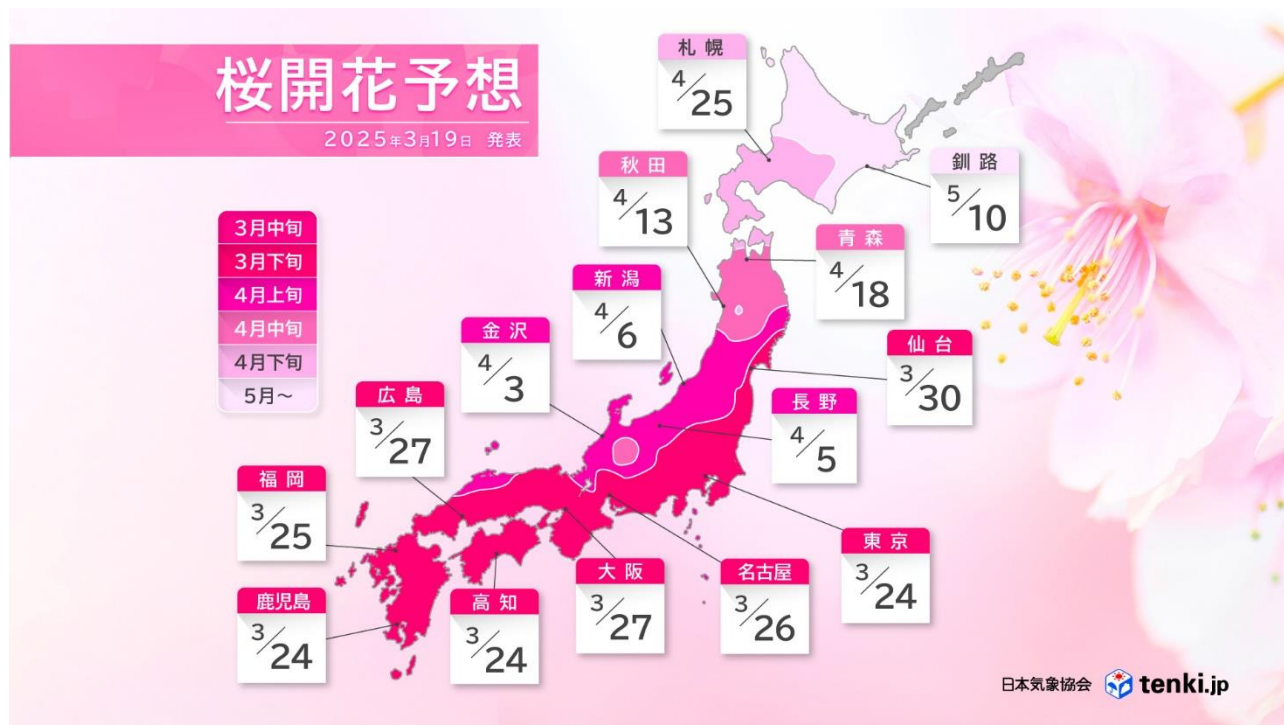 桜開花予想
2025年3月19日 発表
3月中旬
3月下旬
4月上旬
4月中旬
4月下旬
5月～
札幌
4/25
釧路
5/10
秋田
4/13
青森
4/18
新潟
4/6
金沢
4/3
仙台
3/30
広島
3/27
長野
4/5
福岡
3/25
東京
3/24
大阪
3/27
名古屋
3/26
鹿児島
3/24
高知
3/24
日本気象協会 tenki.jp